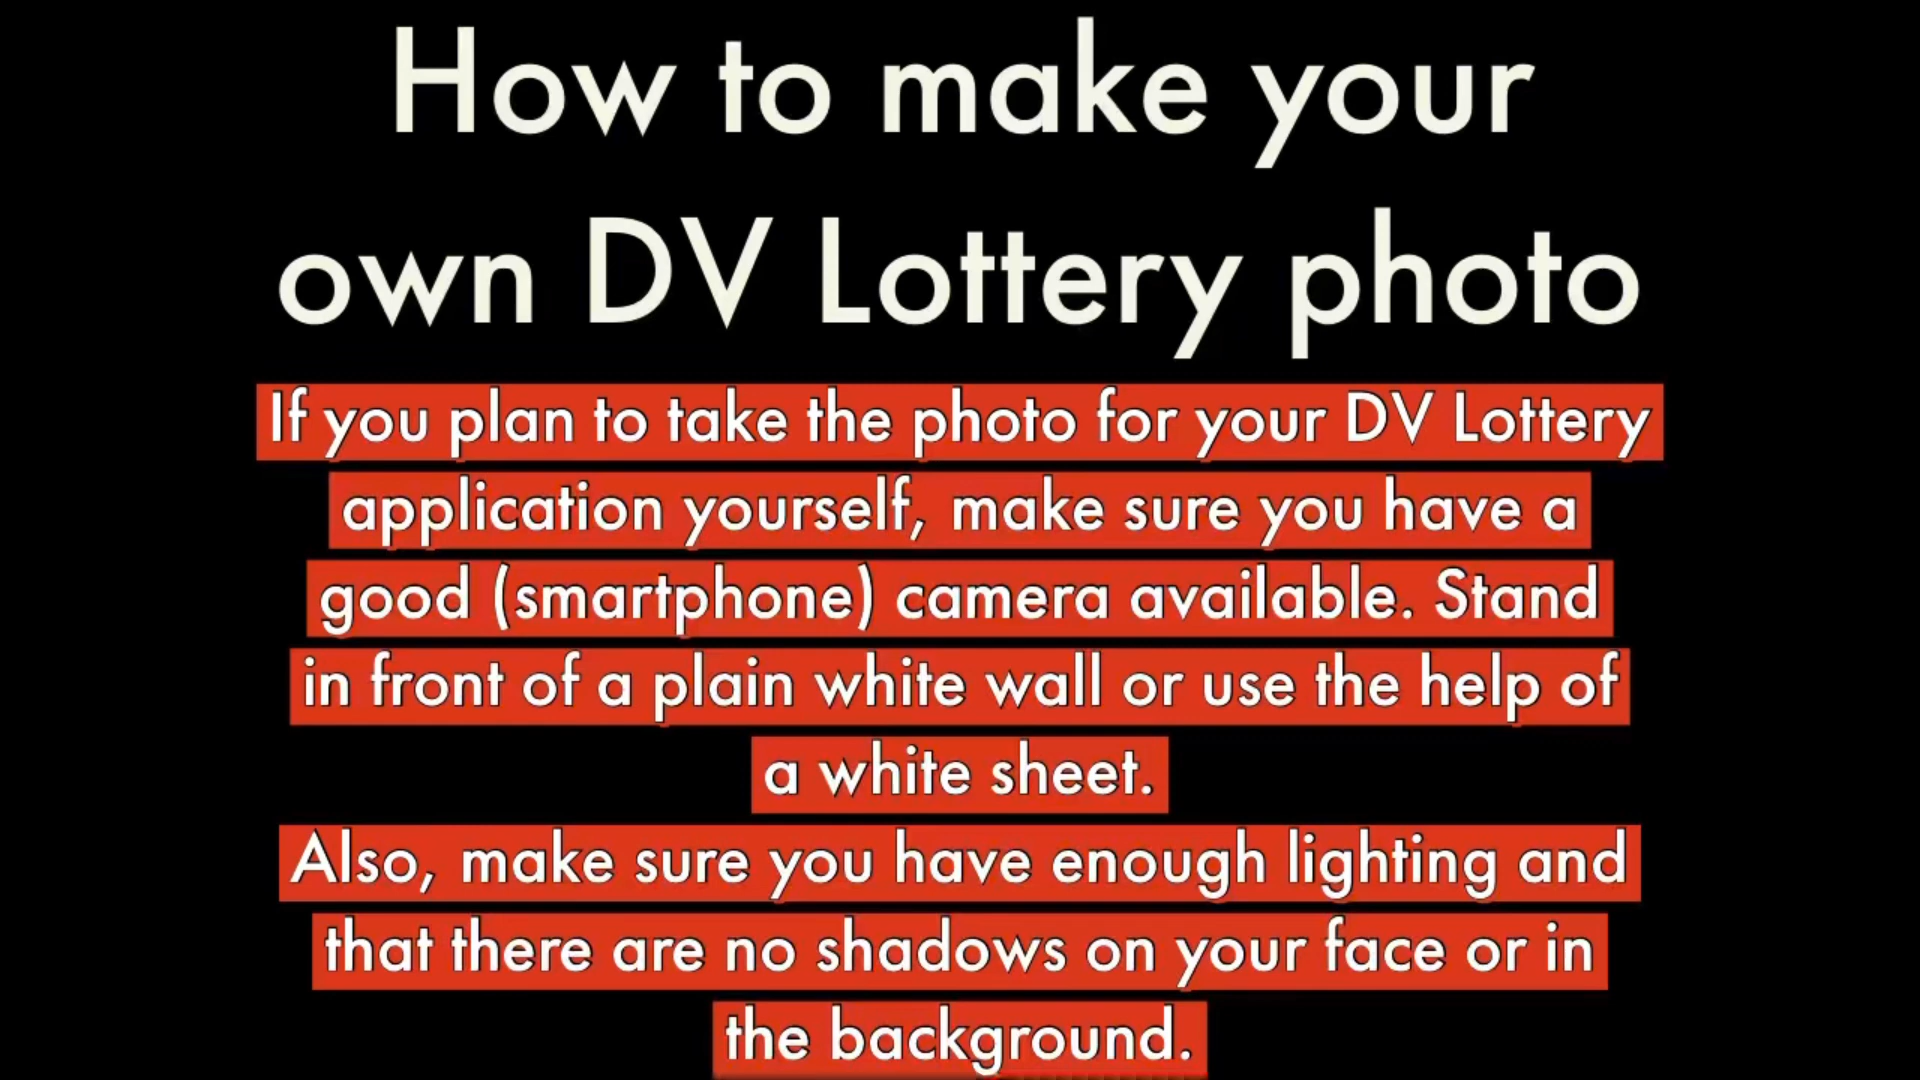 How to make your
own DV Lottery photo
If you plan to take the photo for your DV Lottery
application yourself, make sure you have a
good (smartphone) camera available. Stand
in front of a plain white wall or use the help of
a white sheet.
Also, make sure you have enough lighting and
that there are no shadows on your face or in
the background.